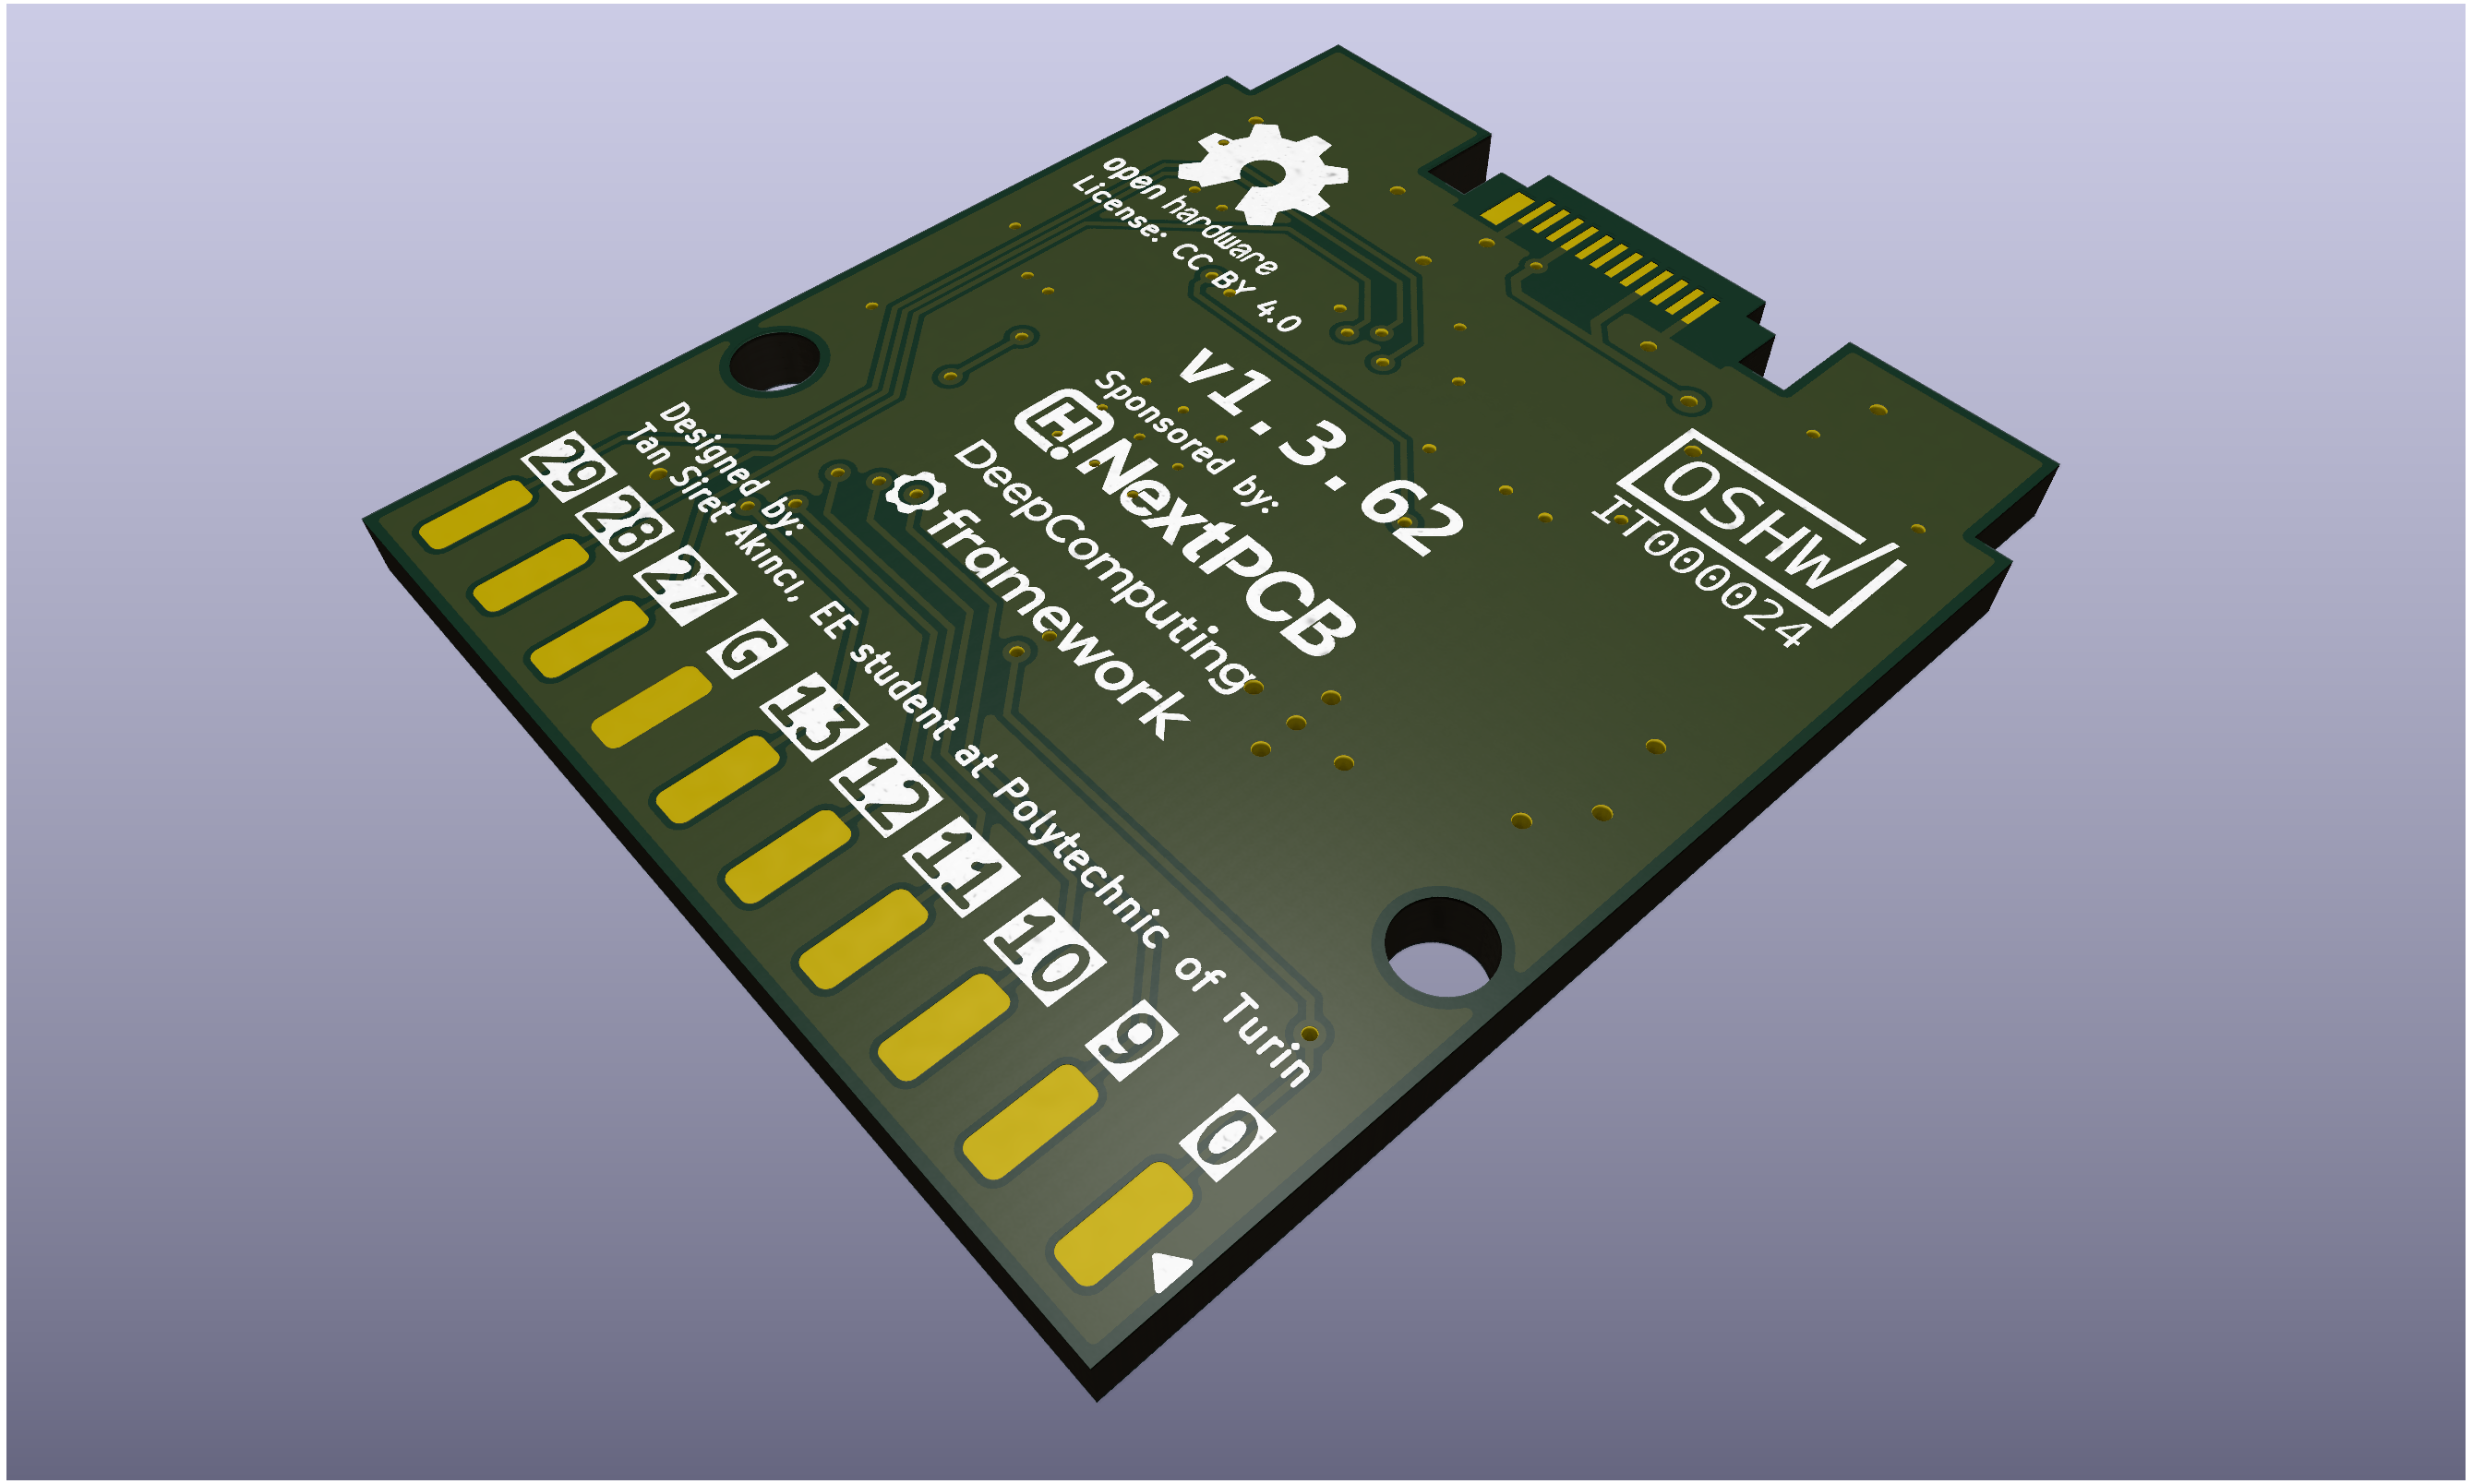 Open hardware
License: CC By 4.0
v1.3.62
Sponsored by:
H! NextPCB
DeepComputing
framework
OSHW
IT000024
Designed by:
Tan Siret Akinci, EE student at Polytechnic of Turin
29
28
27
G
13
12
11
10
9
0